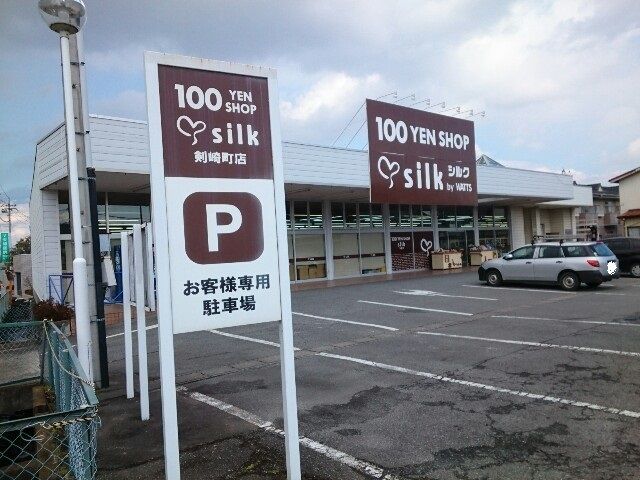 100 YEN
SHOP
silk
剣崎町店
P
お客様専用
駐車場
100 YEN SHOP
silk シルク
by WATTS